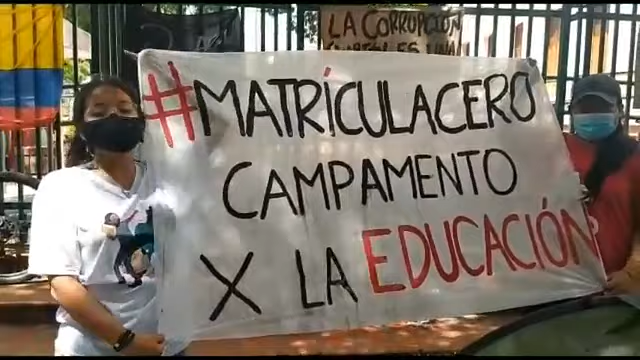 LA CORRUPCIÓN
#MATRÍCULACERO
CAMPAMENTO
X LA EDUCACIÓN